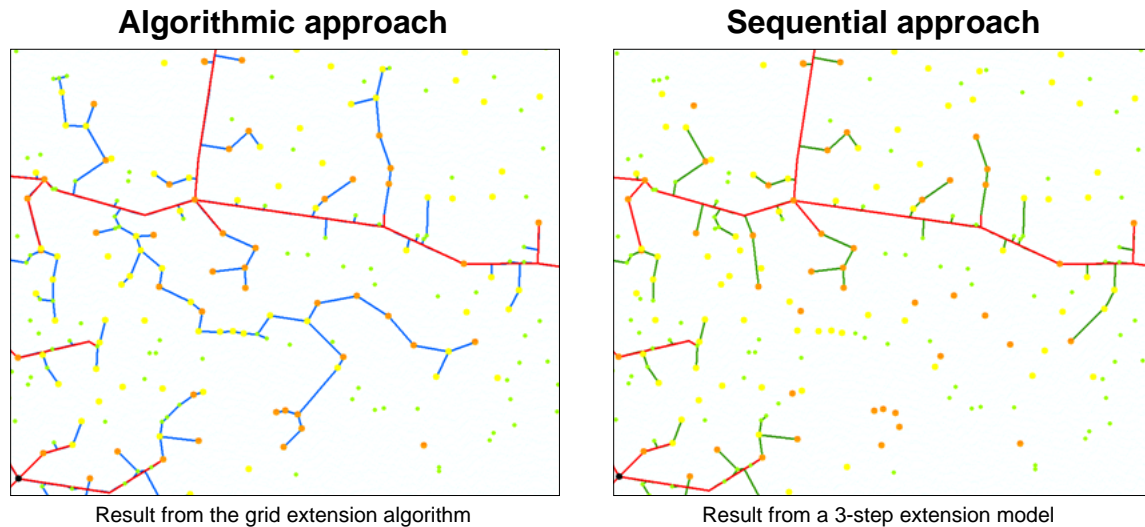 Algorithmic approach
Sequential approach
Result from the grid extension algorithm
Result from a 3-step extension model